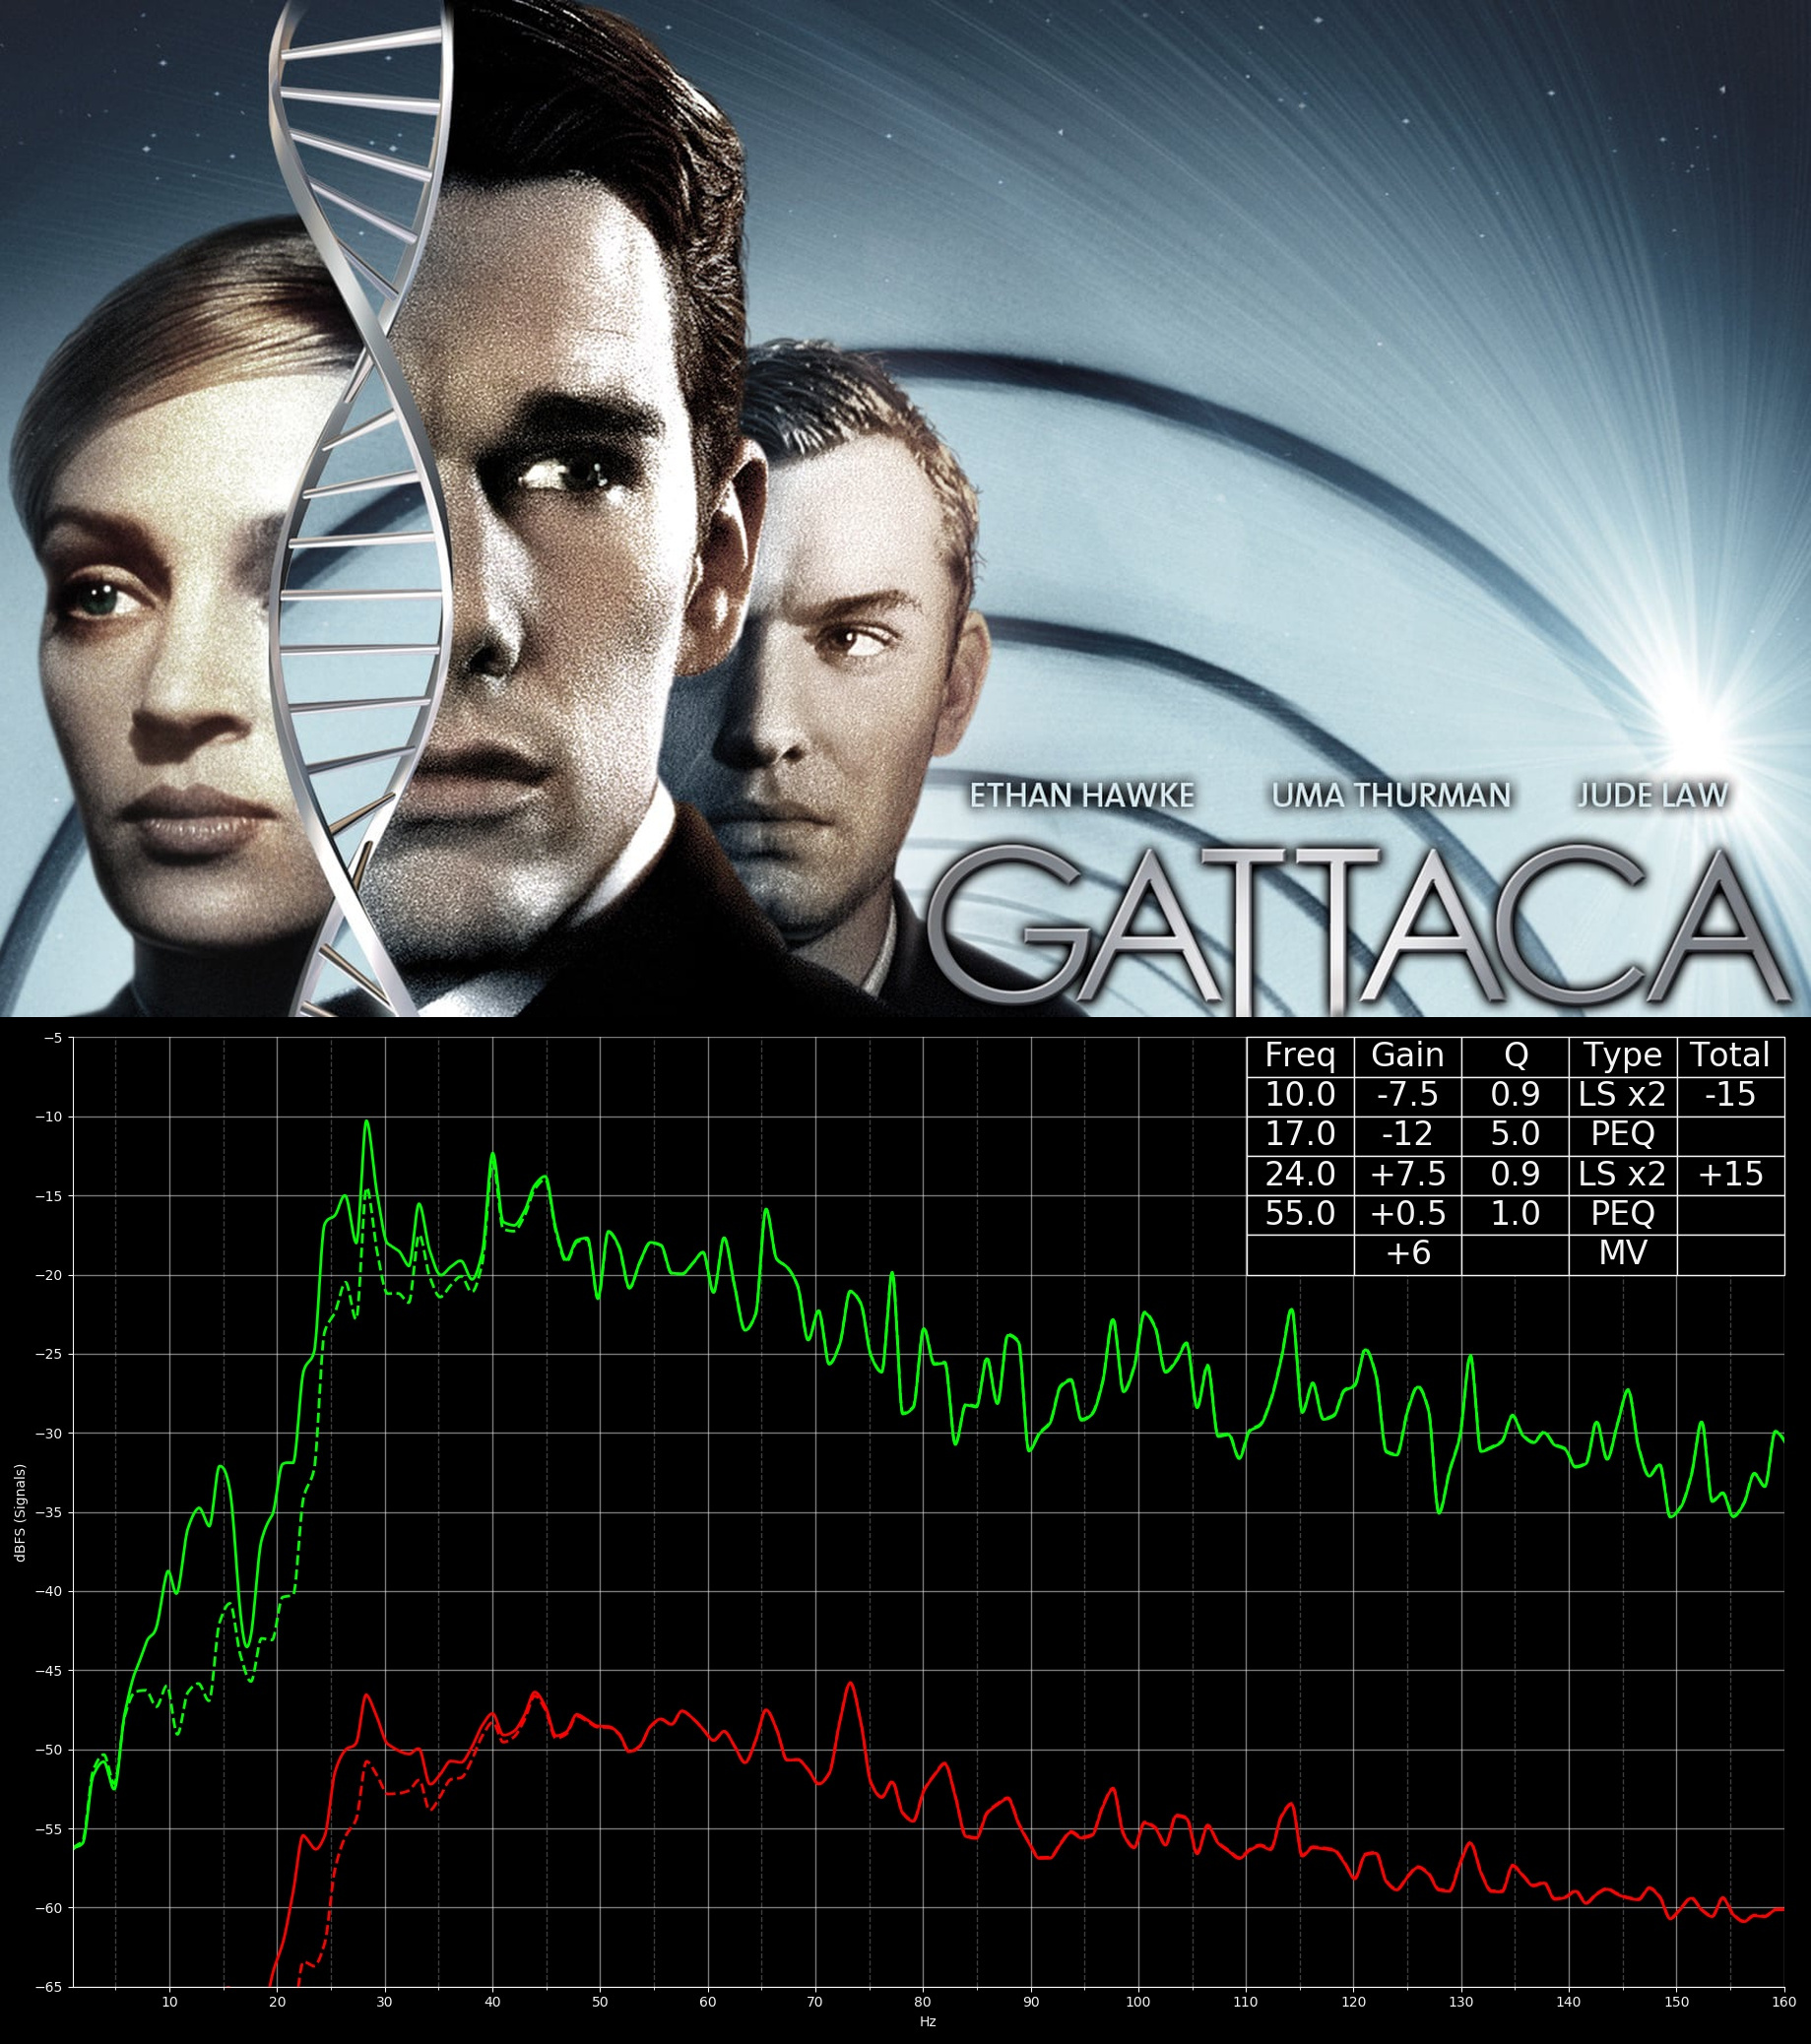 ETHAN HAWKE UMA THURMAN JUDE LAW
GATTACA
Freq Gain Q Type Total
10.0 -7.5 0.9 LS x2 -15
17.0 -12 5.0 PEQ
24.0 +7.5 0.9 LS x2 +15
55.0 +0.5 1.0 PEQ
+6 MV
−5
−10
−15
−20
−25
−30
−35
−40
−45
−50
−55
−60
−65
dBFS (Signals)
10 20 30 40 50 60 70 80 90 100 110 120 130 140 150 160
Hz